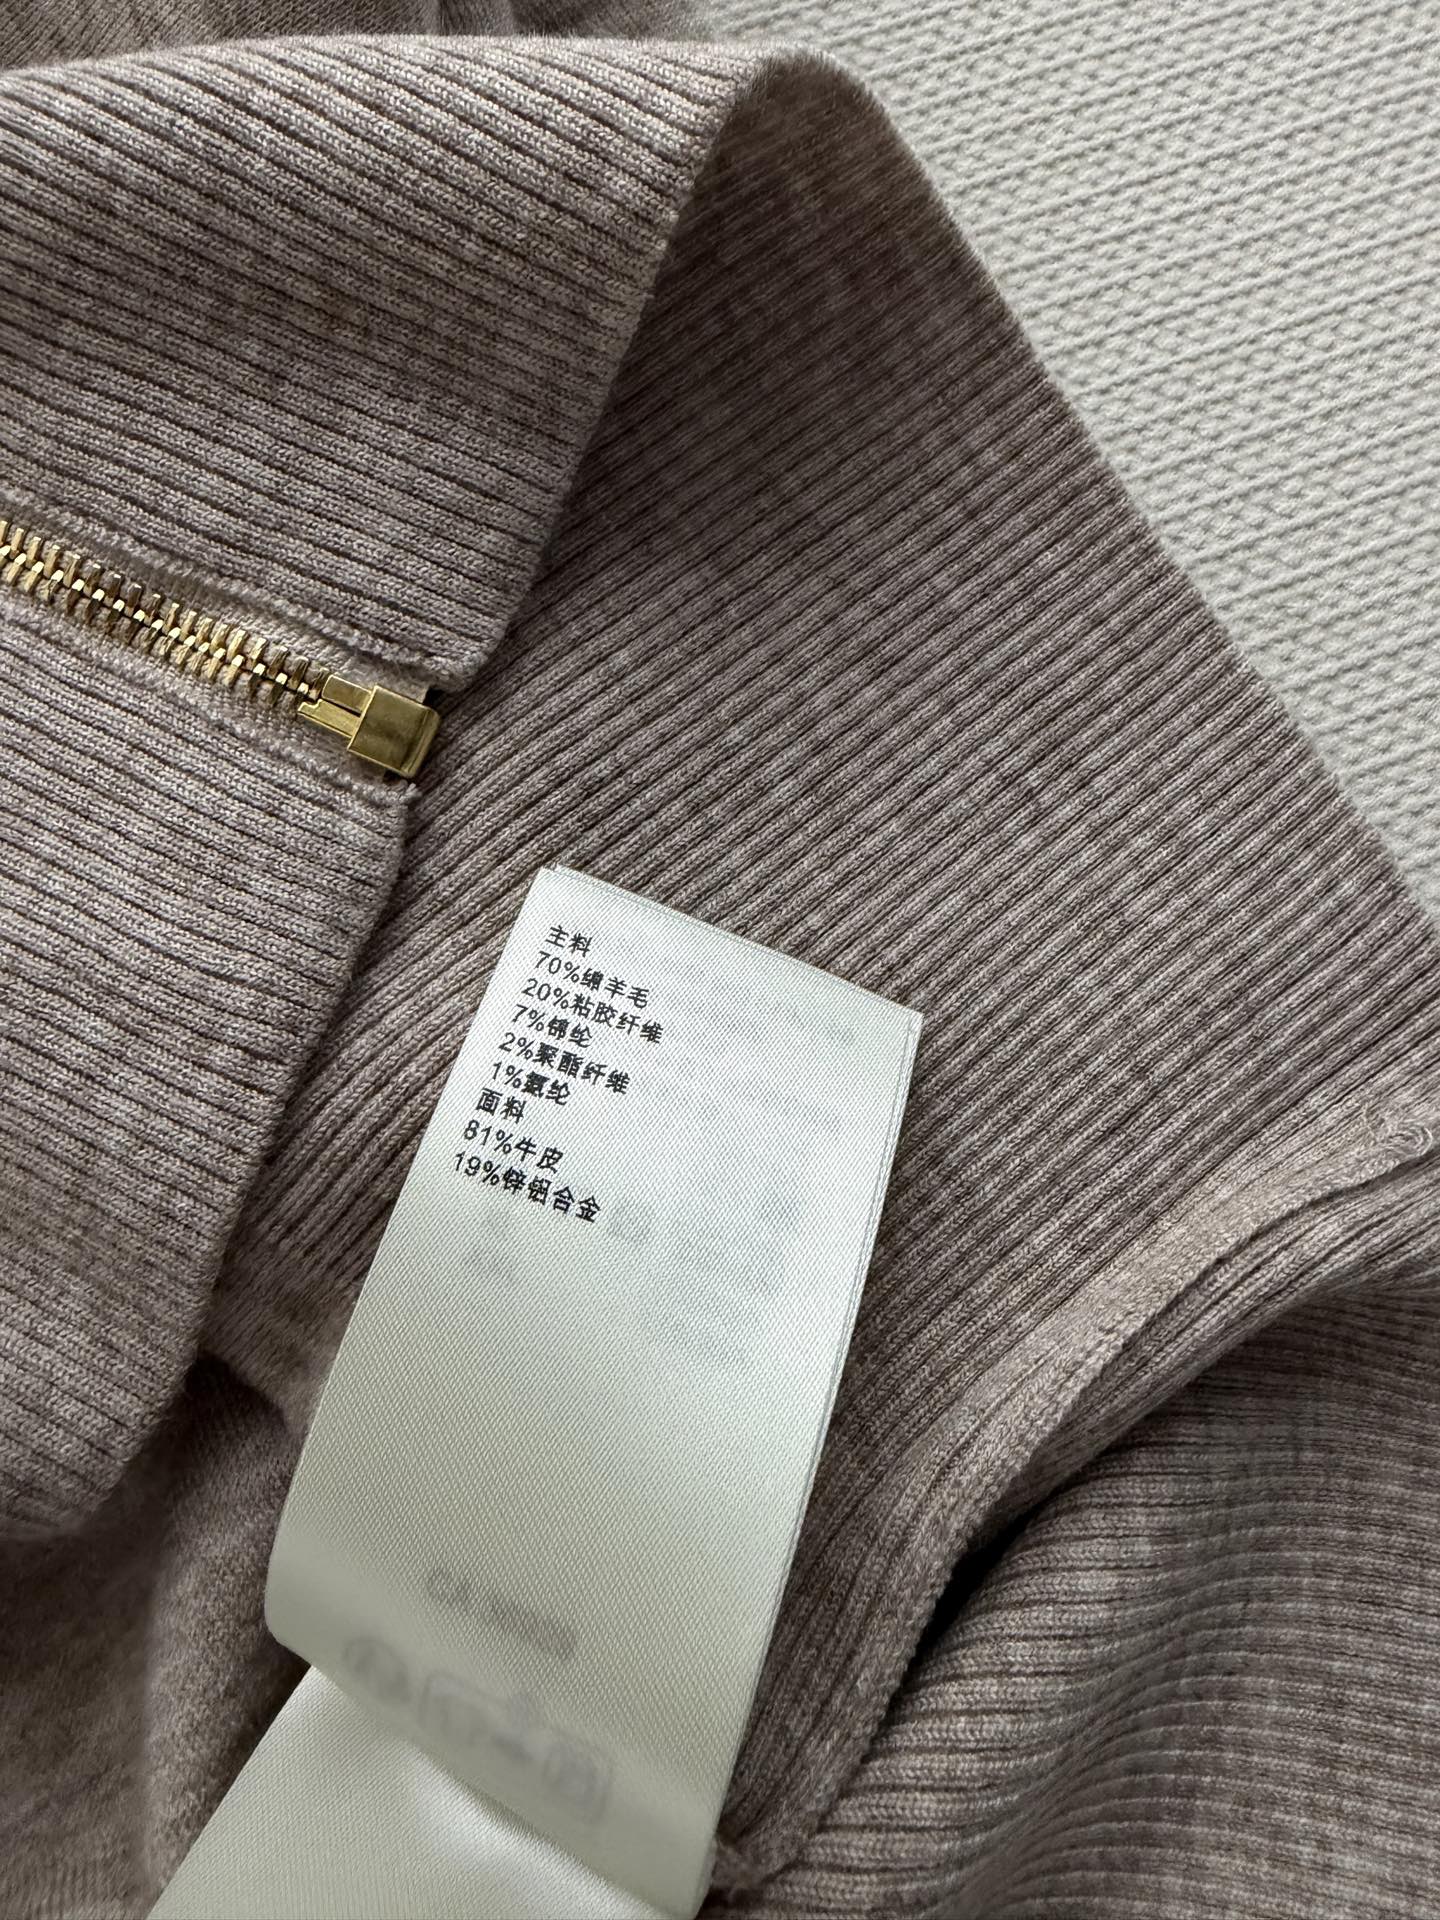 主料
70%绵羊毛
20%粘胶纤维
7%锦纶
2%聚酯纤维
1%氨纶
面料
81%牛皮
19%锌铝合金